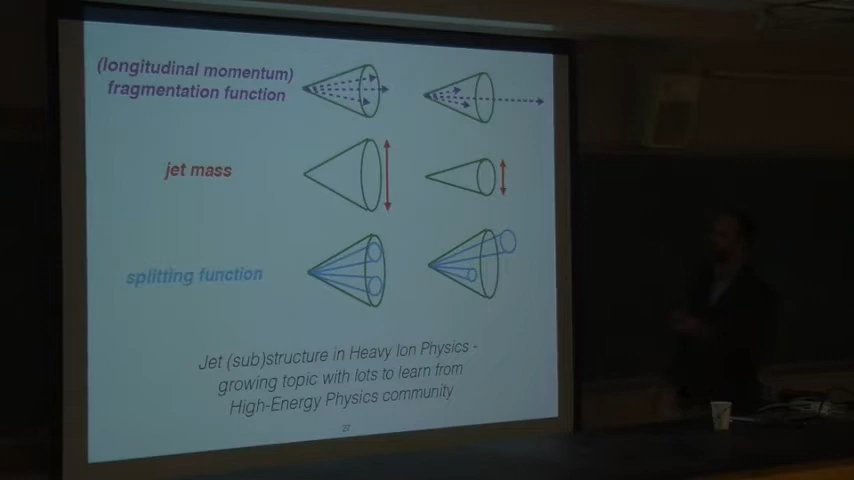 (longitudinal momentum)
fragmentation function
jet mass
splitting function
Jet (sub)structure in Heavy Ion Physics -
growing topic with lots to learn from
High-Energy Physics community
27